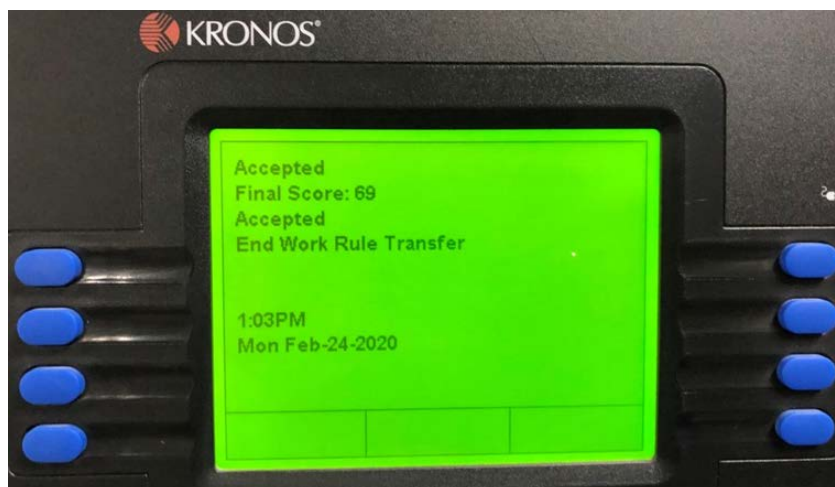 KRONOS®
Accepted
Final Score: 69
Accepted
End Work Rule Transfer
1:03PM
Mon Feb-24-2020